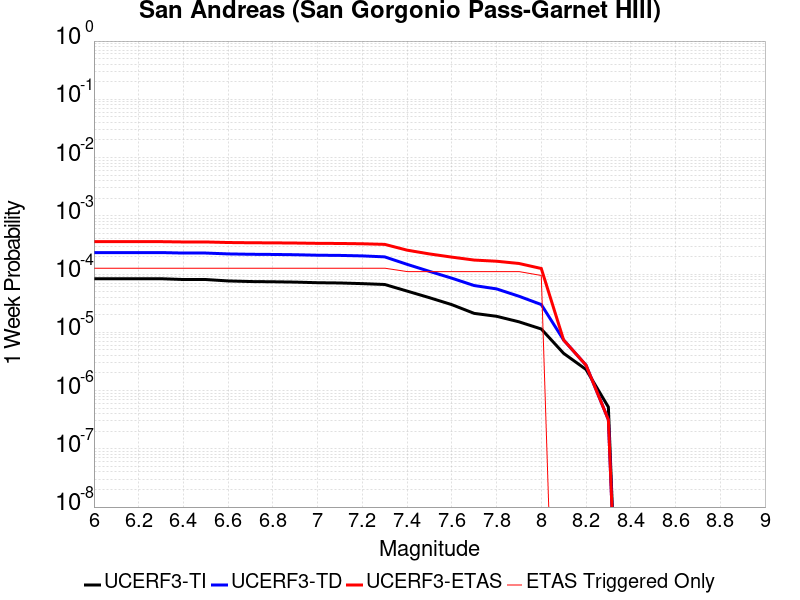 San Andreas (San Gorgonio Pass-Garnet HIll)
10^0
10^-1
10^-2
10^-3
10^-4
10^-5
10^-6
10^-7
10^-8
1 Week Probability
6 6.2 6.4 6.6 6.8 7 7.2 7.4 7.6 7.8 8 8.2 8.4 8.6 8.8 9
Magnitude
UCERF3-TI UCERF3-TD UCERF3-ETAS ETAS Triggered Only